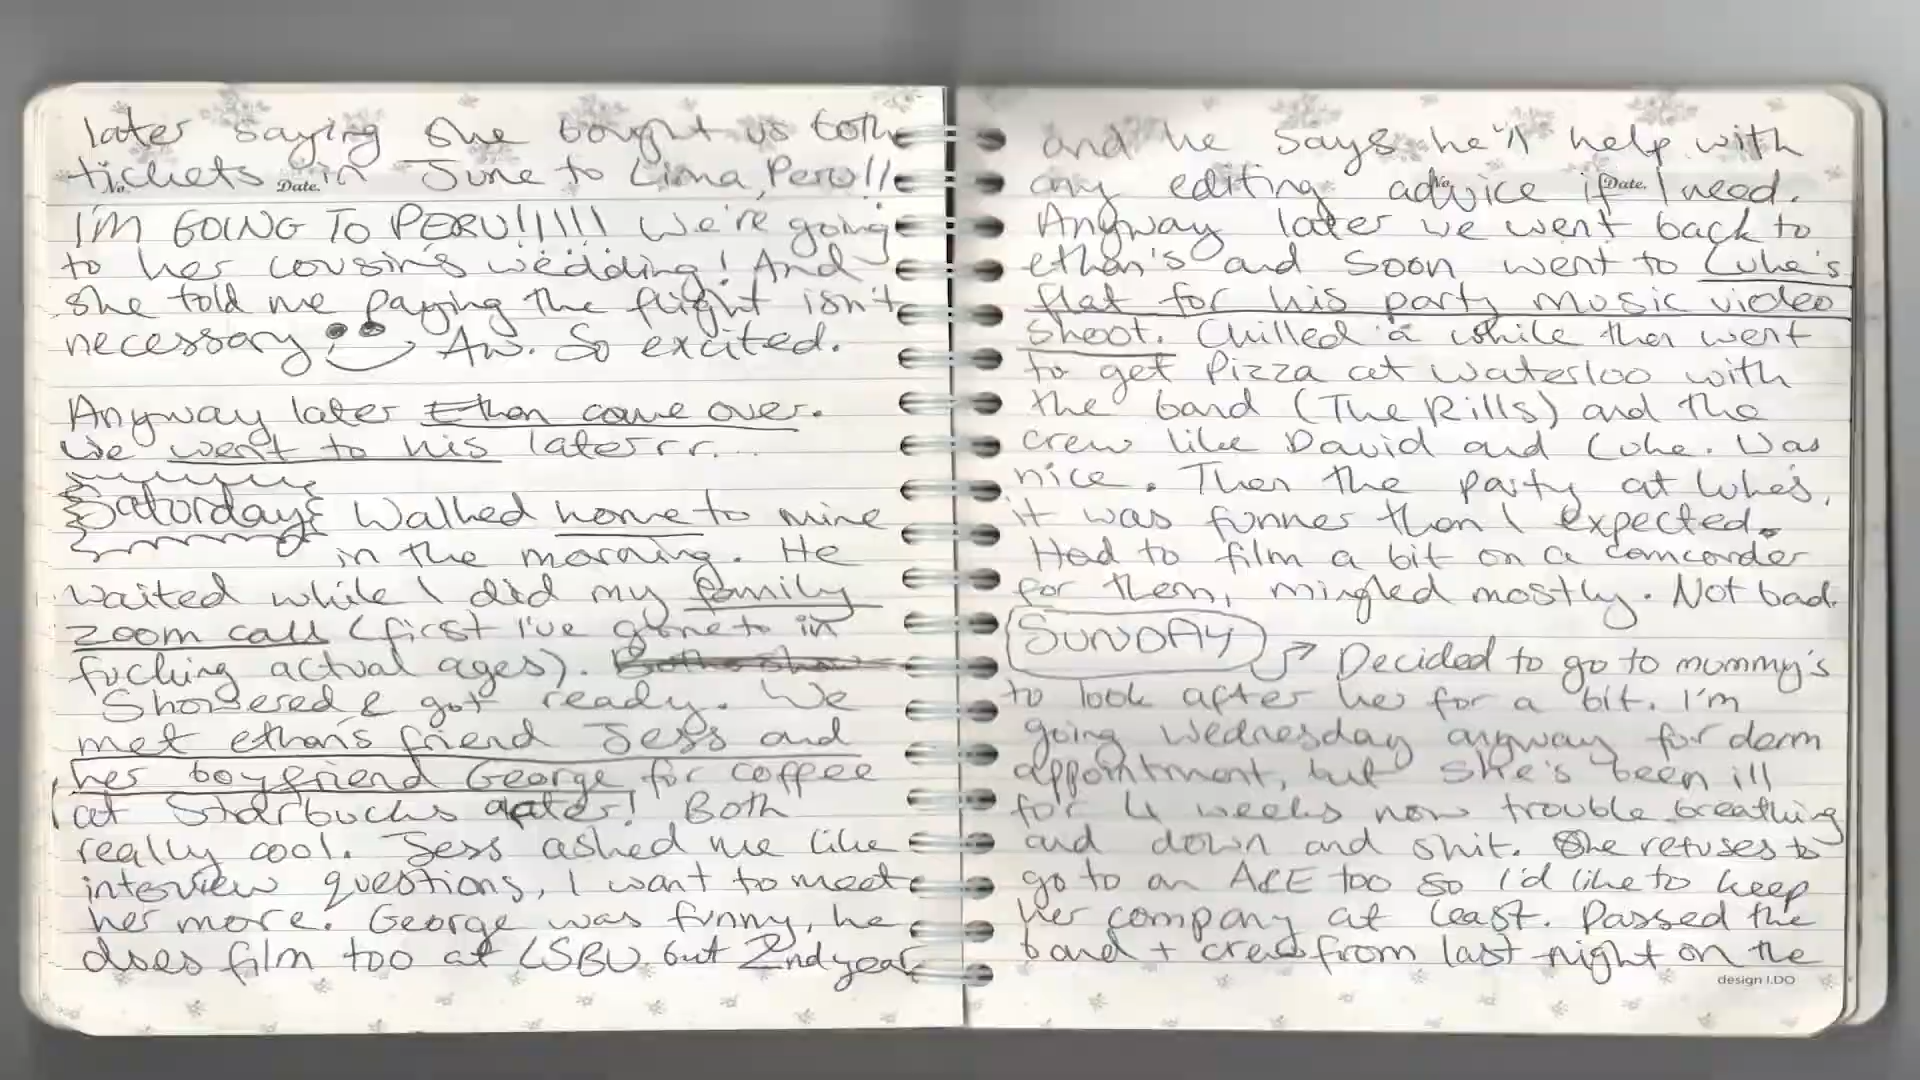 later saying she bought us both
tickets in June to Lima, Peru!!
No. Date.
I'M GOING TO PERU!!!!! We're going
to her cousin's wedding! And
she told me paying the flight isn't
necessary Aw. So excited.
Anyway later Ethan came over.
We went to his laterrr...
Saturday Walked home to mine
in the morning. He
waited while I did my family
zoom call (first I've gone to in
fucking actual ages).
Showered & got ready. We
met ethan's friend Jess and
her boyfriend George for coffee
at Starbucks after! Both
really cool. Jess asked me like
interview questions, I want to meet
her more. George was funny, he
does film too at LSBU but 2nd year
and he says he'll help with
any editing advice if I need.
No. Date.
Anyway later we went back to
ethan's and soon went to Luke's
flat for his party music video
shoot. Chilled a while then went
to get pizza at Waterloo with
the band (The Rills) and the
crew like David and Luke. Was
nice. Then the party at Luke's,
it was funner than I expected.
Had to film a bit on a camcorder
for them, mingled mostly. Not bad.
SUNDAY Decided to go to mummy's
to look after her for a bit. I'm
going Wednesday anyway for derm
appointment, but she's been ill
for 4 weeks now trouble breathing
and down and shit. She refuses to
go to an A&E too so I'd like to keep
her company at least. Passed the
band + crew from last night on the
design I.DO